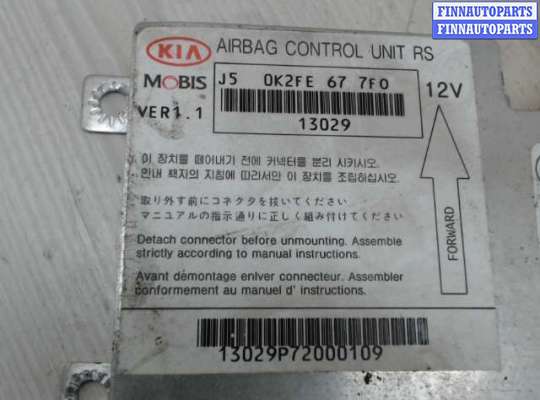 FINNAUTOPARTS
FINNAUTOPARTS
FINNAUTOPARTS
KIA AIRBAG CONTROL UNIT RS
MOBIS J5 0K2FE 67 7F0 12V
VER1.1 13029
이 장치를 떼어내기 전에 커넥터를 분리 시키시오.
안내 책자의 지침에 따라서만 이 장치를 조립하십시오.
取り外す前にコネクタを抜いてください
マニュアルの指示通りに正しく組み付けてください
Detach connector before unmounting. Assemble
strictly according to manual instructions.
Avant démontage enlver connecteur. Assembler
conformement au manuel d' instructions.
FORWARD
13029P72000109